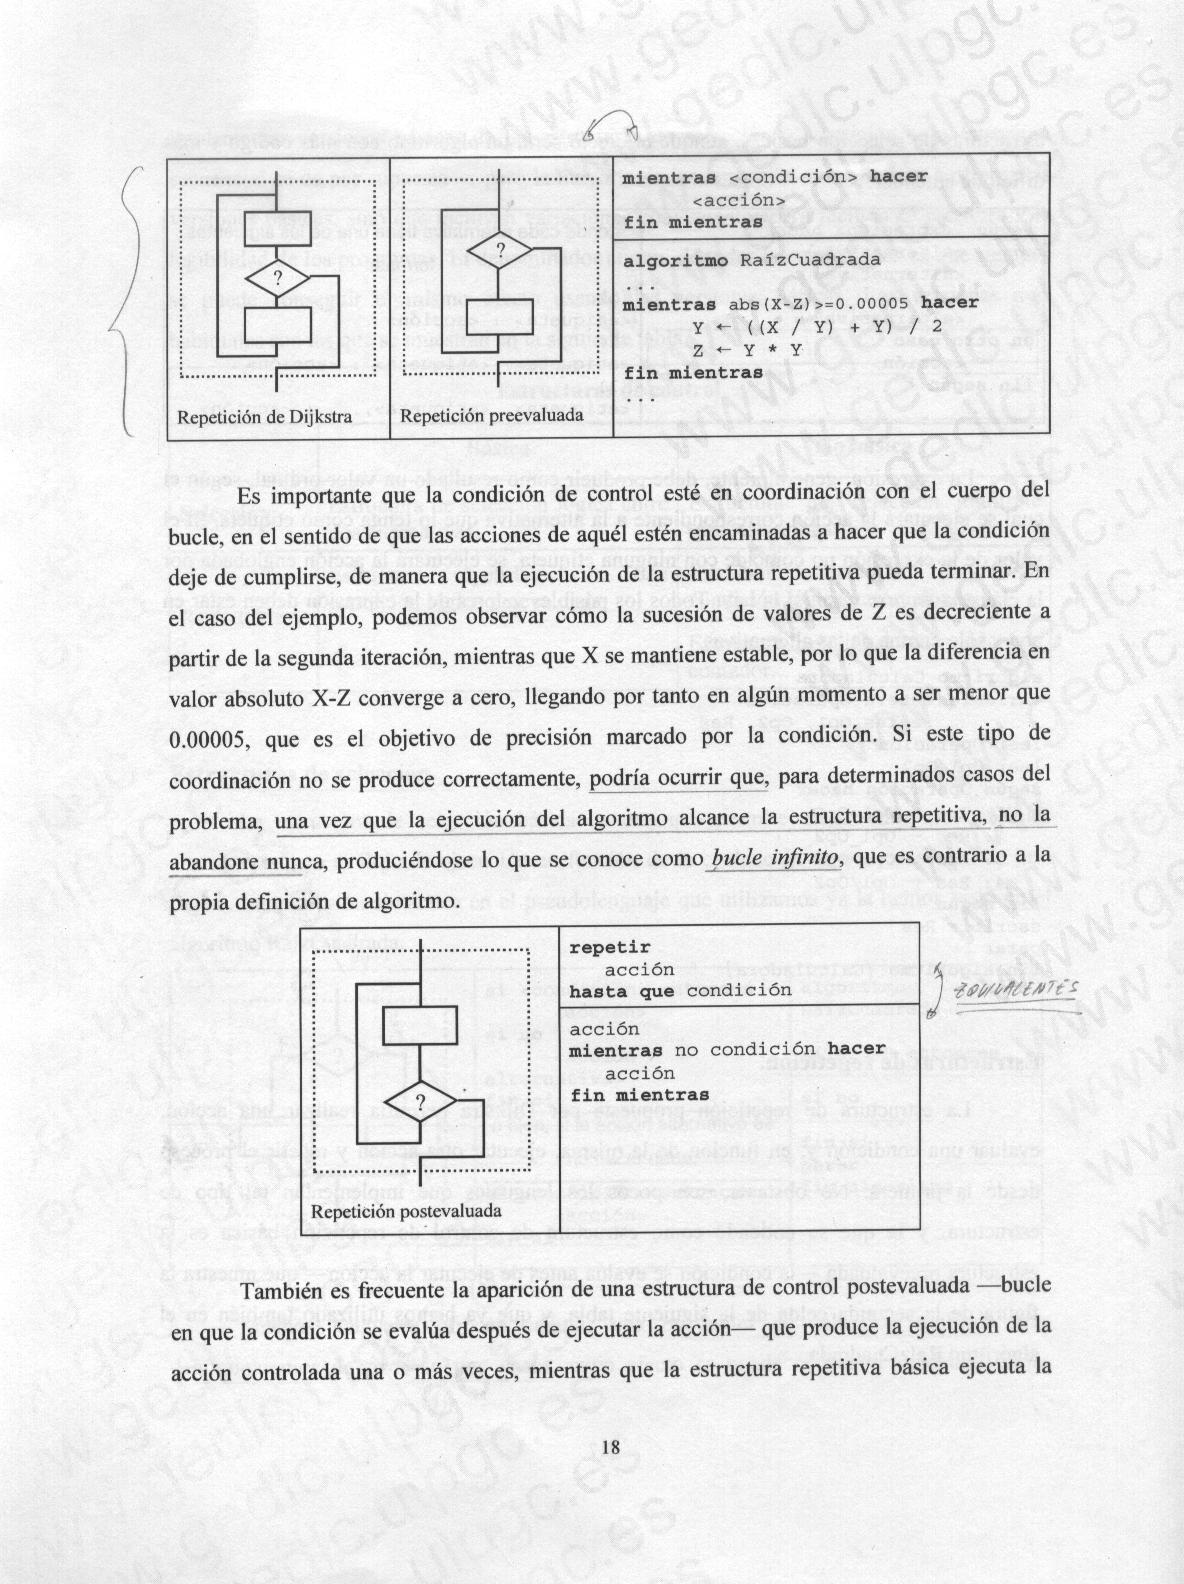 mientras <condición> hacer
<acción>
fin mientras
algoritmo RaízCuadrada
...
mientras abs(X-Z)>=0.00005 hacer
Y ← ((X / Y) + Y) / 2
Z ← Y * Y
fin mientras
...
?
?
Repetición de Dijkstra
Repetición preevaluada
Es importante que la condición de control esté en coordinación con el cuerpo del
bucle, en el sentido de que las acciones de aquél estén encaminadas a hacer que la condición
deje de cumplirse, de manera que la ejecución de la estructura repetitiva pueda terminar. En
el caso del ejemplo, podemos observar cómo la sucesión de valores de Z es decreciente a
partir de la segunda iteración, mientras que X se mantiene estable, por lo que la diferencia en
valor absoluto X-Z converge a cero, llegando por tanto en algún momento a ser menor que
0.00005, que es el objetivo de precisión marcado por la condición. Si este tipo de
coordinación no se produce correctamente, podría ocurrir que, para determinados casos del
problema, una vez que la ejecución del algoritmo alcance la estructura repetitiva, no la
abandone nunca, produciéndose lo que se conoce como bucle infinito, que es contrario a la
propia definición de algoritmo.
repetir
acción
hasta que condición
acción
mientras no condición hacer
acción
fin mientras
?
Repetición postevaluada
EQUIVALENTES
También es frecuente la aparición de una estructura de control postevaluada —bucle
en que la condición se evalúa después de ejecutar la acción— que produce la ejecución de la
acción controlada una o más veces, mientras que la estructura repetitiva básica ejecuta la
18
www.gedlc.ulpgc.es